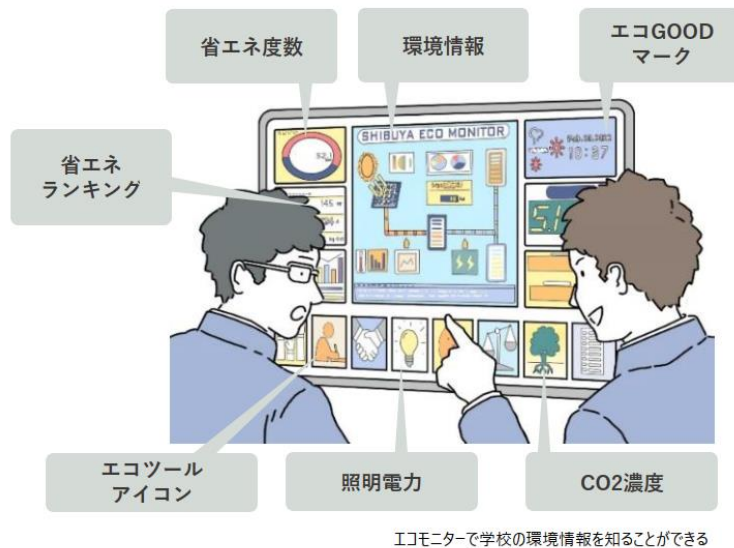 省エネ度数
環境情報
エコGOOD
マーク
省エネ
ランキング
SHIBUYA ECO MONITOR
18:37
145
エコツール
アイコン
照明電力
CO2濃度
エコモニターで学校の環境情報を知ることができる